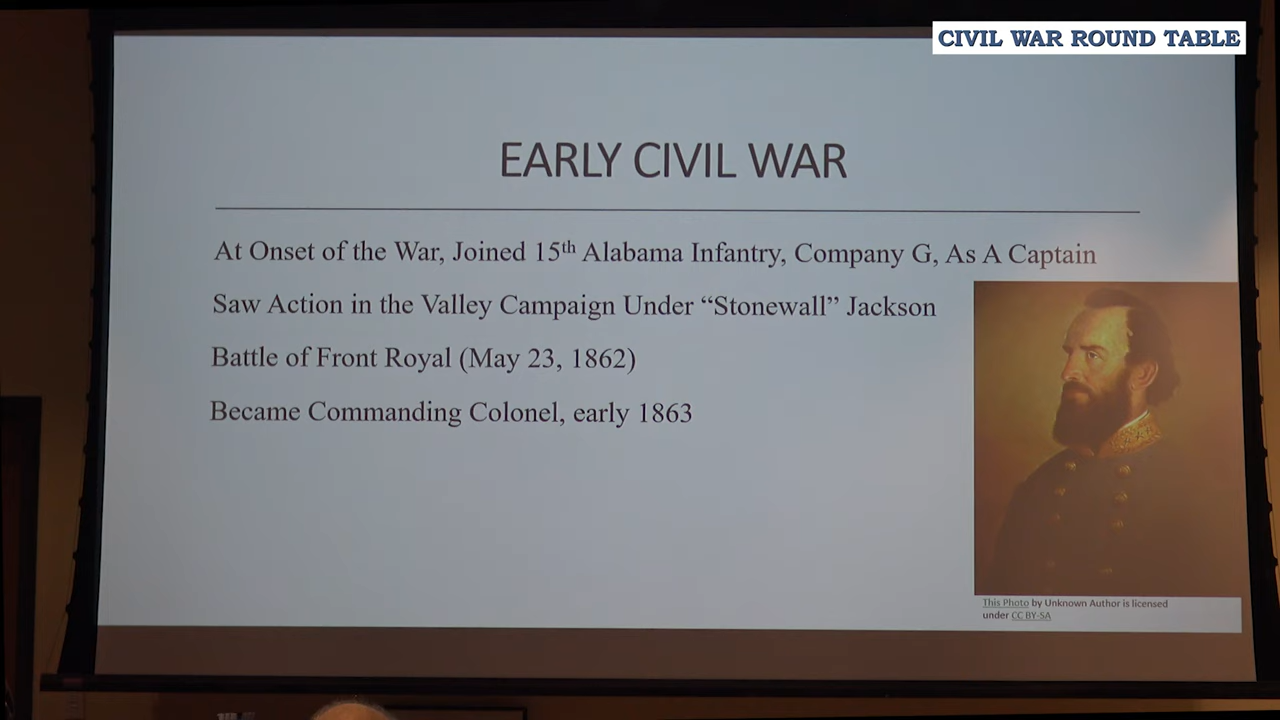 CIVIL WAR ROUND TABLE
EARLY CIVIL WAR
At Onset of the War, Joined 15th Alabama Infantry, Company G, As A Captain
Saw Action in the Valley Campaign Under “Stonewall” Jackson
Battle of Front Royal (May 23, 1862)
Became Commanding Colonel, early 1863
This Photo by Unknown Author is licensed
under CC BY-SA